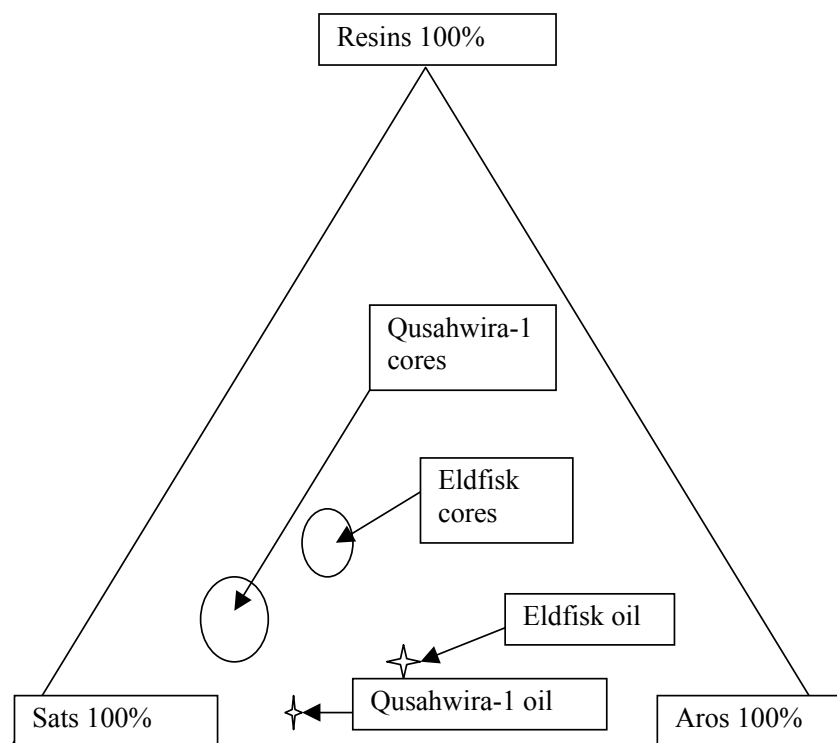 Resins 100%
Qusahwira-1
cores
Eldfisk
cores
Eldfisk oil
Qusahwira-1 oil
Sats 100%
Aros 100%